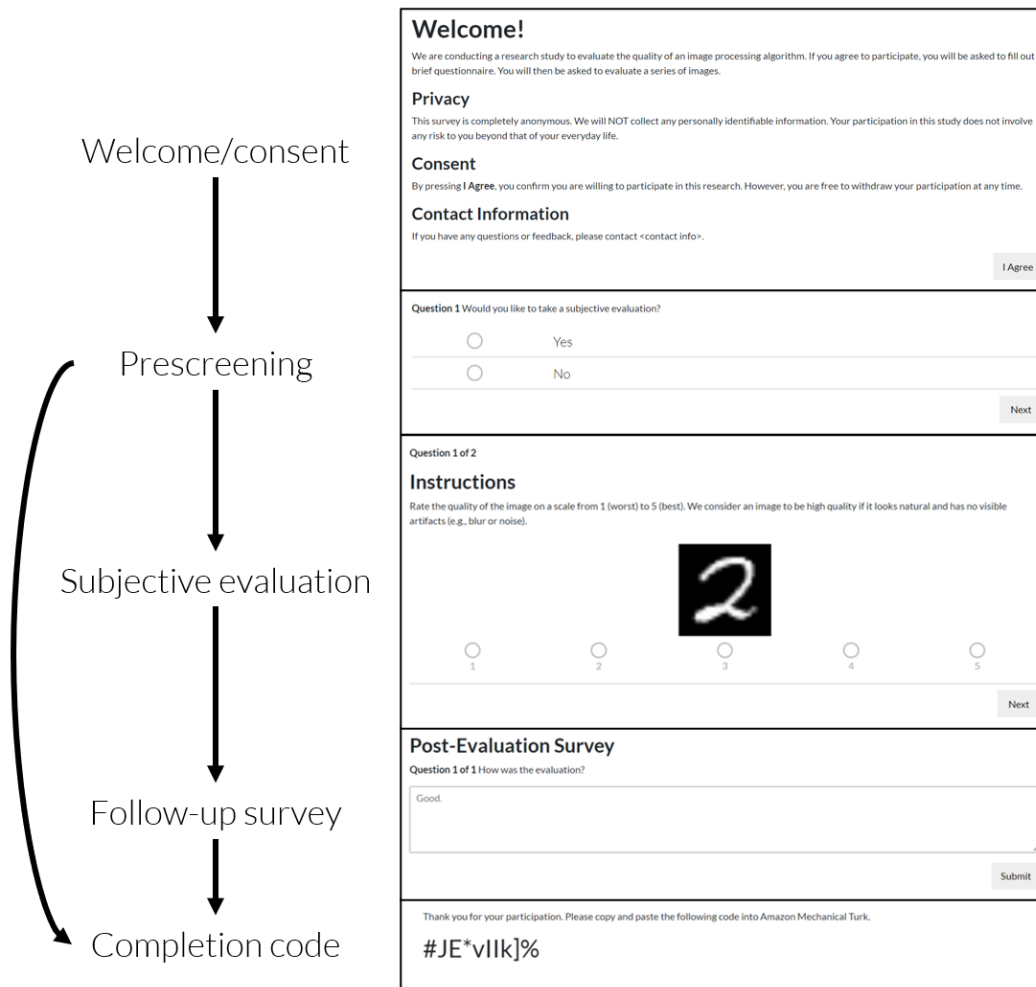 Welcome/consent
Prescreening
Subjective evaluation
Follow-up survey
Completion code
Welcome!
We are conducting a research study to evaluate the quality of an image processing algorithm. If you agree to participate, you will be asked to fill out
brief questionnaire. You will then be asked to evaluate a series of images.
Privacy
This survey is completely anonymous. We will NOT collect any personally identifiable information. Your participation in this study does not involve
any risk to you beyond that of your everyday life.
Consent
By pressing I Agree, you confirm you are willing to participate in this research. However, you are free to withdraw your participation at any time.
Contact Information
If you have any questions or feedback, please contact <contact info>.
I Agree
Question 1 Would you like to take a subjective evaluation?
Yes
No
Next
Question 1 of 2
Instructions
Rate the quality of the image on a scale from 1 (worst) to 5 (best). We consider an image to be high quality if it looks natural and has no visible
artifacts (e.g., blur or noise).
2
1 2 3 4 5
Next
Post-Evaluation Survey
Question 1 of 1 How was the evaluation?
Good.
Submit
Thank you for your participation. Please copy and paste the following code into Amazon Mechanical Turk.